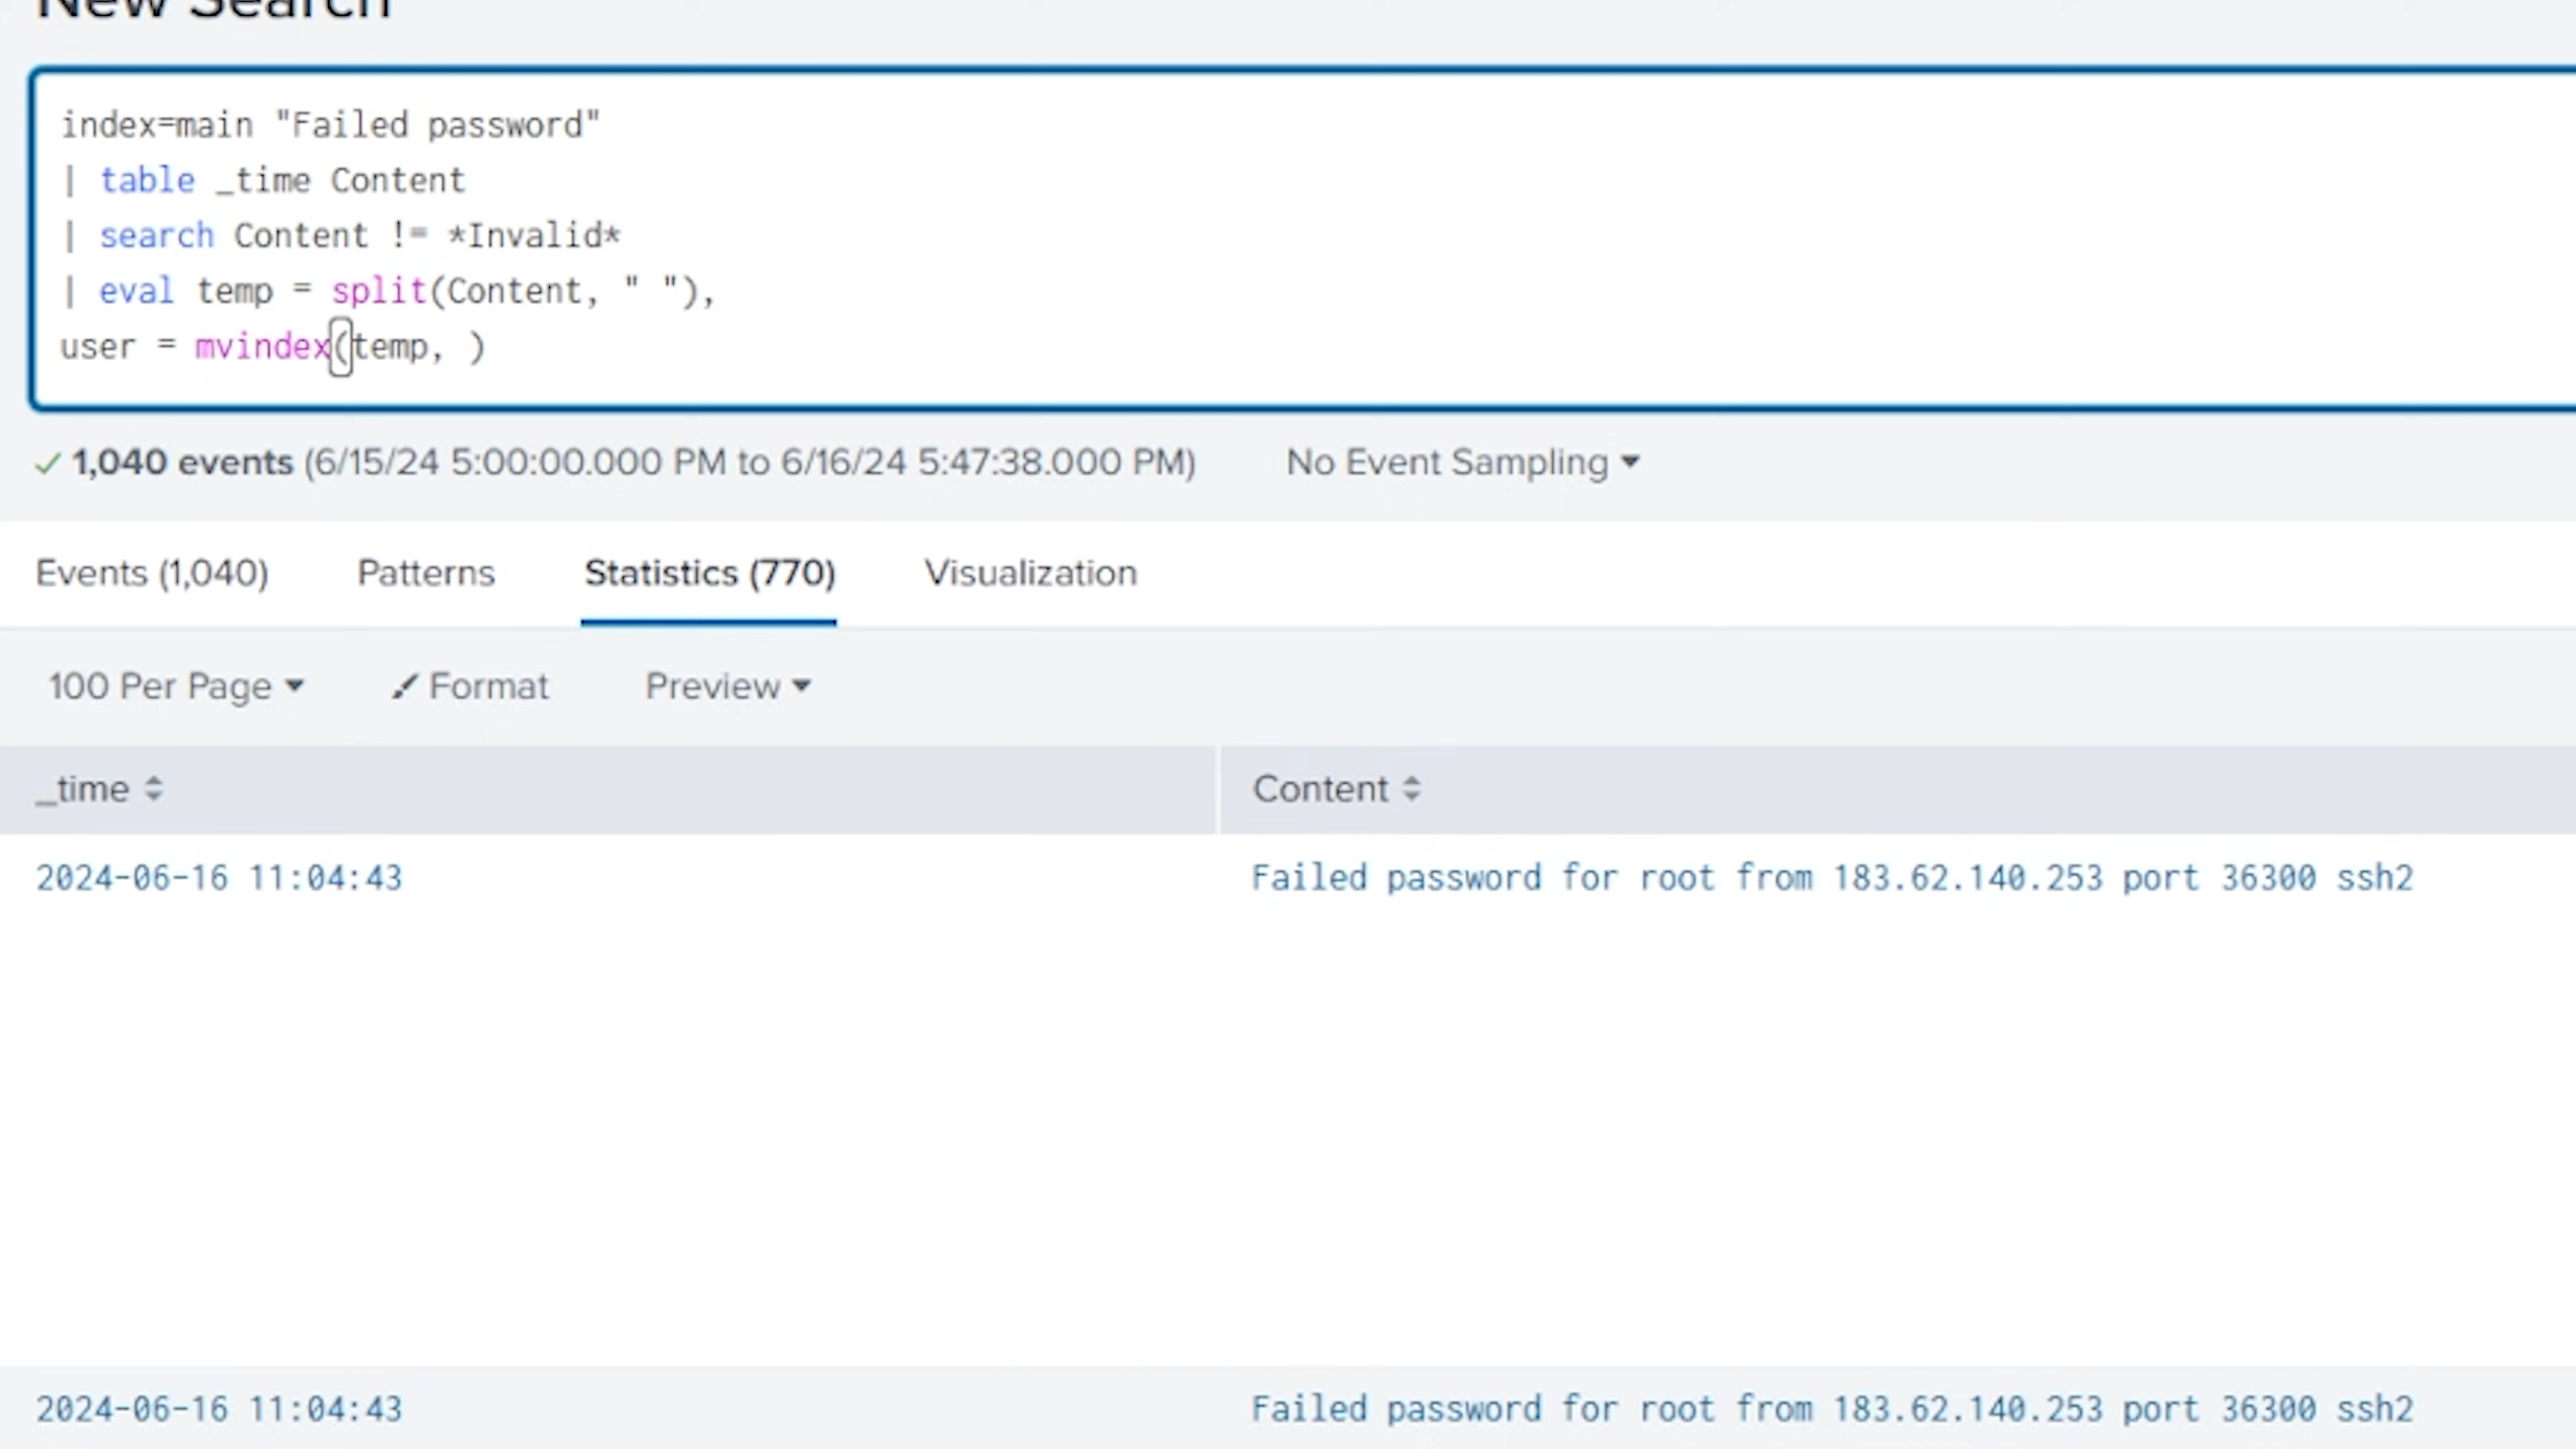 New Search
index=main "Failed password"
| table _time Content
| search Content != *Invalid*
| eval temp = split(Content, " "),
user = mvindex(temp, )
1,040 events (6/15/24 5:00:00.000 PM to 6/16/24 5:47:38.000 PM) No Event Sampling
Events (1,040) Patterns Statistics (770) Visualization
100 Per Page Format Preview
_time Content
2024-06-16 11:04:43 Failed password for root from 183.62.140.253 port 36300 ssh2
2024-06-16 11:04:43 Failed password for root from 183.62.140.253 port 36300 ssh2